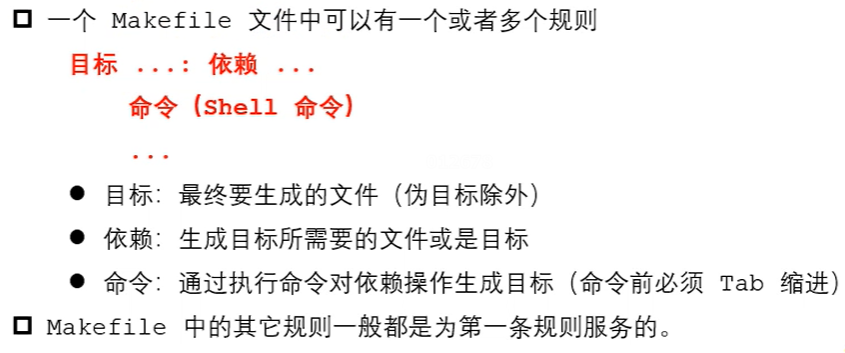 一个 Makefile 文件中可以有一个或者多个规则
目标 ...: 依赖 ...
命令（Shell 命令）
...
目标：最终要生成的文件（伪目标除外）
依赖：生成目标所需要的文件或是目标
命令：通过执行命令对依赖操作生成目标（命令前必须 Tab 缩进）
Makefile 中的其它规则一般都是为第一条规则服务的。